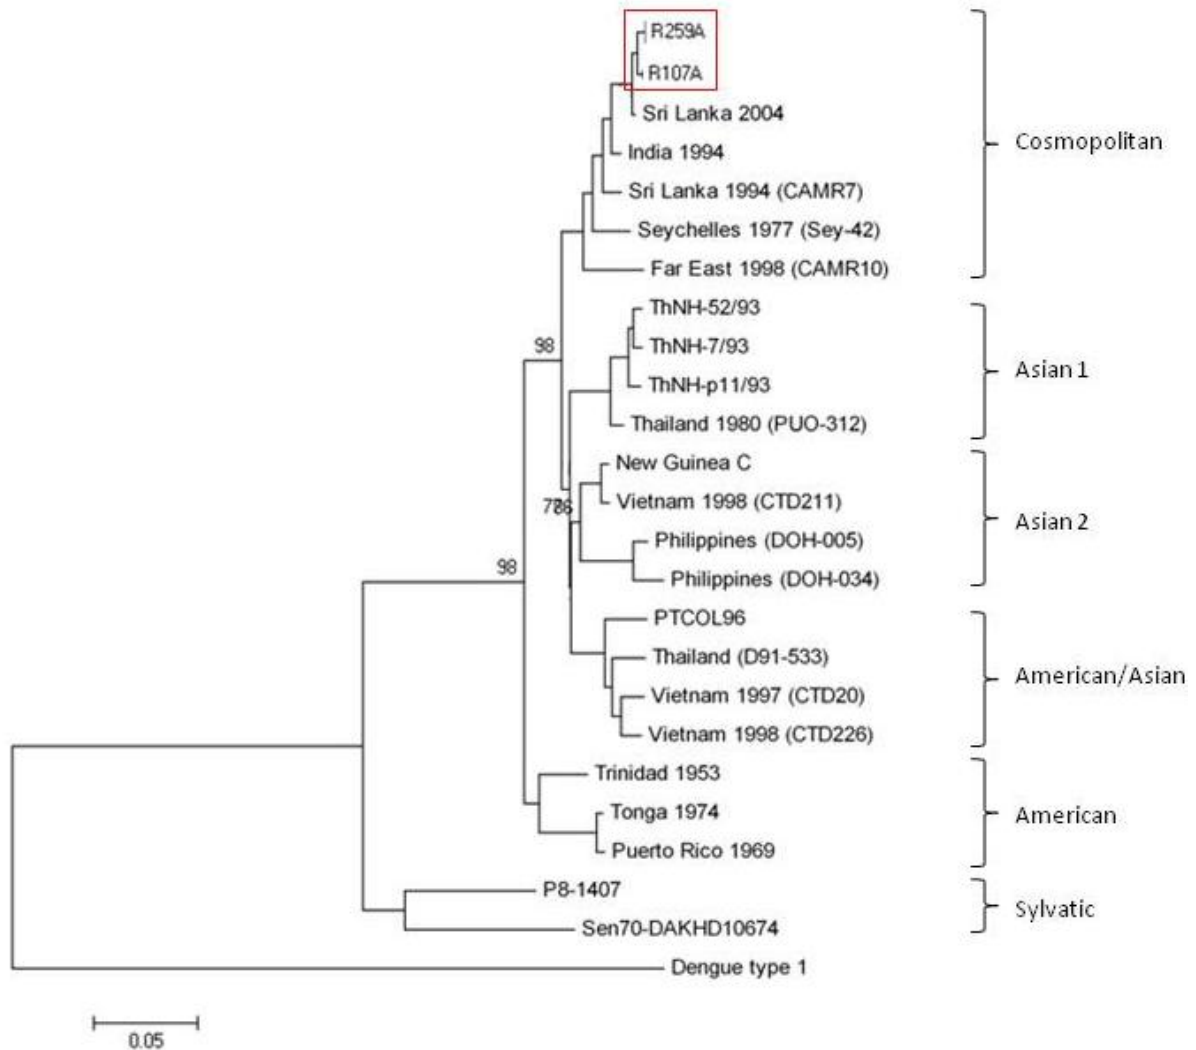 R259A
R107A
Sri Lanka 2004
India 1994
Sri Lanka 1994 (CAMR7)
Seychelles 1977 (Sey-42)
Far East 1998 (CAMR10)
Cosmopolitan
ThNH-52/93
ThNH-7/93
ThNH-p11/93
Thailand 1980 (PUO-312)
Asian 1
98
New Guinea C
Vietnam 1998 (CTD211)
Philippines (DOH-005)
Philippines (DOH-034)
Asian 2
98
PTCOL96
Thailand (D91-533)
Vietnam 1997 (CTD20)
Vietnam 1998 (CTD226)
American/Asian
Trinidad 1953
Tonga 1974
Puerto Rico 1969
American
P8-1407
Sen70-DAKHD10674
Sylvatic
Dengue type 1
0.05